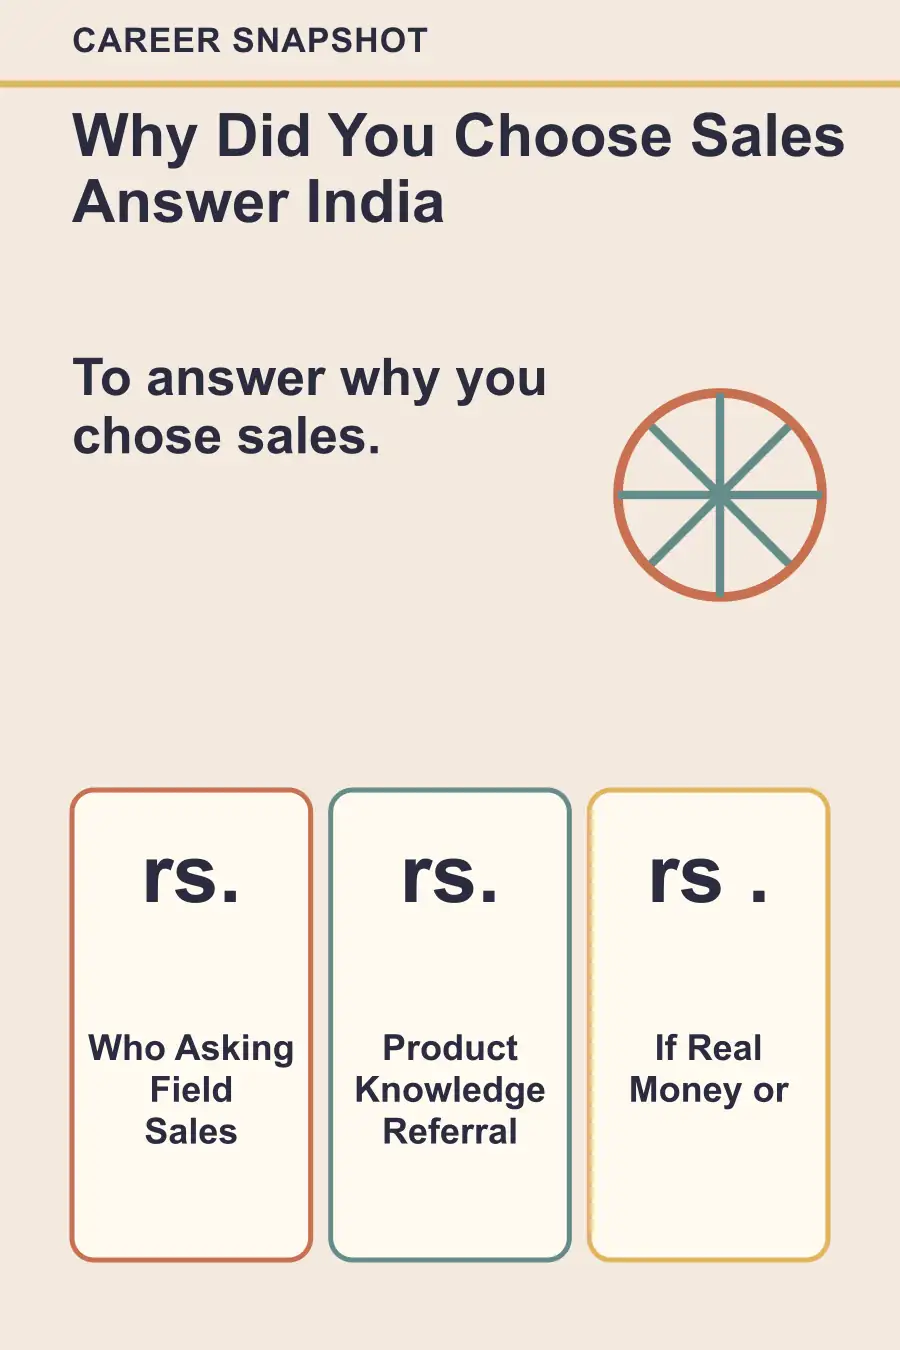 CAREER SNAPSHOT
Why Did You Choose Sales
Answer India
To answer why you
chose sales.
rs.
Who Asking
Field
Sales
rs.
Product
Knowledge
Referral
rs .
If Real
Money or